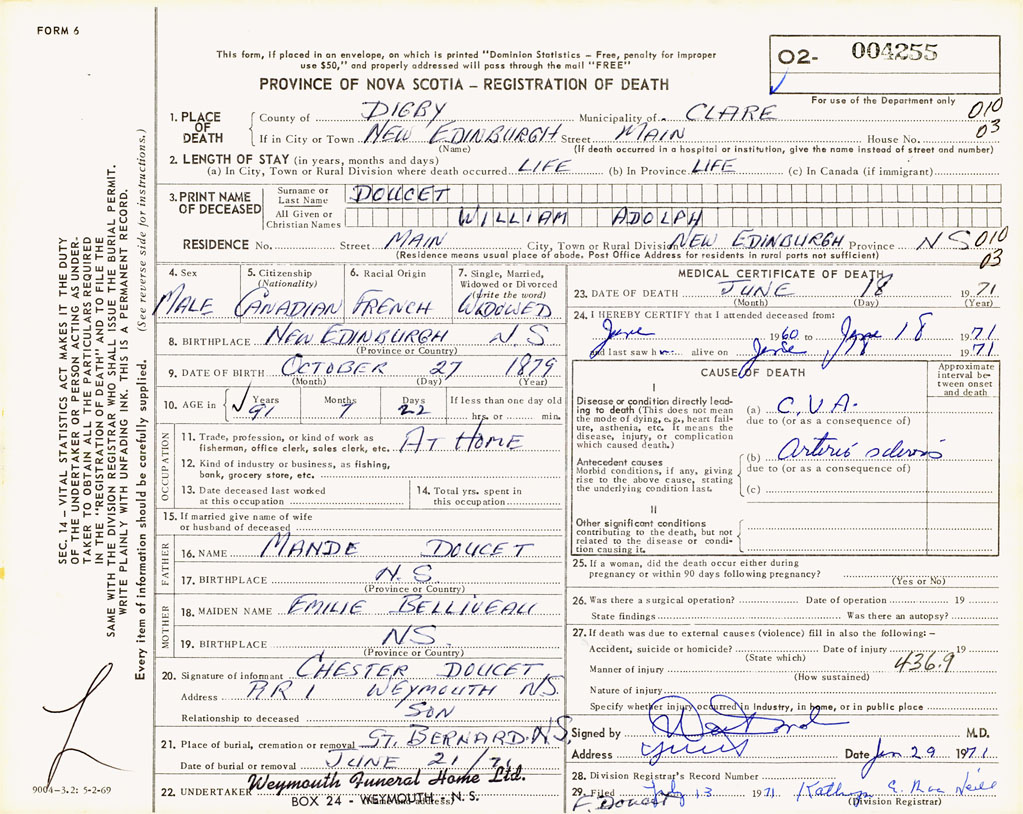 FORM 6
This form, if placed in an envelope, on which is printed "Dominion Statistics – Free, penalty for improper
use $50," and properly addressed will pass through the mail "FREE"
O2- 004255
PROVINCE OF NOVA SCOTIA – REGISTRATION OF DEATH
For use of the Department only
SEC. 14 – VITAL STATISTICS ACT MAKES IT THE DUTY
OF THE UNDERTAKER OR PERSON ACTING AS UNDER-
TAKER TO OBTAIN ALL THE PARTICULARS REQUIRED
IN THE "REGISTRATION OF DEATH" AND TO FILE THE
SAME WITH THE DIVISION REGISTRAR WHO SHALL ISSUE THE BURIAL PERMIT.
WRITE PLAINLY WITH UNFADING INK. THIS IS A PERMANENT RECORD.
Every item of information should be carefully supplied. (See reverse side for instructions.)
1. PLACE OF DEATH
County of DIGBY Municipality of CLARE 010
If in City or Town NEW EDINBURGH Street MAIN House No. 03
(Name) (If death occurred in a hospital or institution, give the name instead of street and number)
2. LENGTH OF STAY (in years, months and days)
(a) In City, Town or Rural Division where death occurred LIFE (b) In Province LIFE (c) In Canada (if immigrant)
3. PRINT NAME OF DECEASED
Surname or Last Name DOUCET
All Given or Christian Names WILLIAM ADOLPH
RESIDENCE No. Street MAIN City, Town or Rural Division NEW EDINBURGH Province NS 010
(Residence means usual place of abode. Post Office Address for residents in rural parts not sufficient) 03
4. Sex 5. Citizenship (Nationality) 6. Racial Origin 7. Single, Married, Widowed or Divorced (Write the word)
MALE CANADIAN FRENCH WIDOWED
8. BIRTHPLACE NEW EDINBURGH N S
(Province or Country)
9. DATE OF BIRTH OCTOBER 27 1879
(Month) (Day) (Year)
10. AGE in Years 91 Months 7 Days 22 If less than one day old
hrs. or min.
OCCUPATION
11. Trade, profession, or kind of work as
fisherman, office clerk, sales clerk, etc. AT HOME
12. Kind of industry or business, as fishing,
bank, grocery store, etc.
13. Date deceased last worked
at this occupation
14. Total yrs. spent in
this occupation
15. If married give name of wife
or husband of deceased
FATHER
16. NAME MANDE DOUCET
17. BIRTHPLACE N.S.
(Province or Country)
MOTHER
18. MAIDEN NAME EMILIE BELLIVEAU
19. BIRTHPLACE NS.
(Province or Country)
20. Signature of informant CHESTER DOUCET
Address RR 1 WEYMOUTH NS.
Relationship to deceased SON
21. Place of burial, cremation or removal ST. BERNARD. N.S.
Date of burial or removal JUNE 21/71
22. UNDERTAKER Weymouth Funeral Home Ltd.
BOX 24 - WEYMOUTH - N.S.
(Name and address)
9004–3.2: 5-2-69
MEDICAL CERTIFICATE OF DEATH
23. DATE OF DEATH JUNE 18 1971
(Month) (Day) (Year)
24. I HEREBY CERTIFY that I attended deceased from:
June 1960 to June 18 1971
and last saw h alive on June 18 1971
CAUSE OF DEATH
Approximate interval between onset and death
I
Disease or condition directly lead-
ing to death (This does not mean
the mode of dying, e.g., heart fail-
ure, asthenia, etc. It means the
disease, injury, or complication
which caused death.)
(a) C.V.A.
due to (or as a consequence of)
Antecedent causes
Morbid conditions, if any, giving
rise to the above cause, stating
the underlying condition last.
(b) Arterio sclerosis
due to (or as a consequence of)
(c)
II
Other significant conditions
contributing to the death, but not
related to the disease or condi-
tion causing it.
25. If a woman, did the death occur either during
pregnancy or within 90 days following pregnancy?
(Yes or No)
26. Was there a surgical operation? Date of operation 19
State findings Was there an autopsy?
27. If death was due to external causes (violence) fill in also the following: –
Accident, suicide or homicide? Date of injury 19
(State which) 436.9
Manner of injury
(How sustained)
Nature of injury
Specify whether injury occurred in industry, in home, or in public place
Signed by M.D.
Address Date Jun 29 1971
28. Division Registrar's Record Number
29. Filed July 13 1971 Kathryn E. Mac Neill
F. Doucet (Division Registrar)